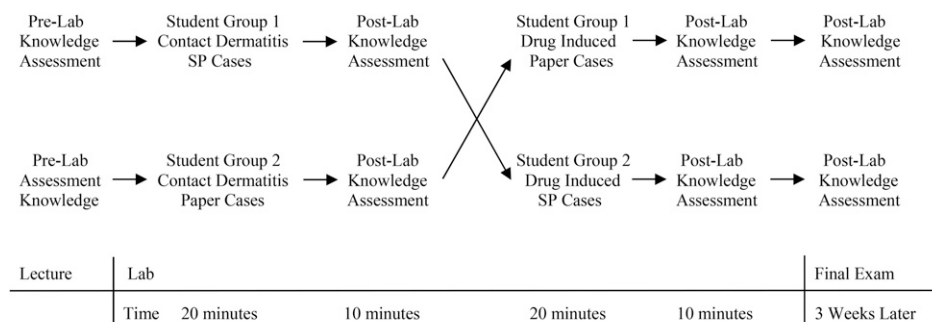 Pre-Lab
Knowledge
Assessment
Student Group 1
Contact Dermatitis
SP Cases
Post-Lab
Knowledge
Assessment
Student Group 1
Drug Induced
Paper Cases
Post-Lab
Knowledge
Assessment
Post-Lab
Knowledge
Assessment
Pre-Lab
Assessment
Knowledge
Student Group 2
Contact Dermatitis
Paper Cases
Post-Lab
Knowledge
Assessment
Student Group 2
Drug Induced
SP Cases
Post-Lab
Knowledge
Assessment
Post-Lab
Knowledge
Assessment
Lecture Lab Final Exam
Time 20 minutes 10 minutes 20 minutes 10 minutes 3 Weeks Later